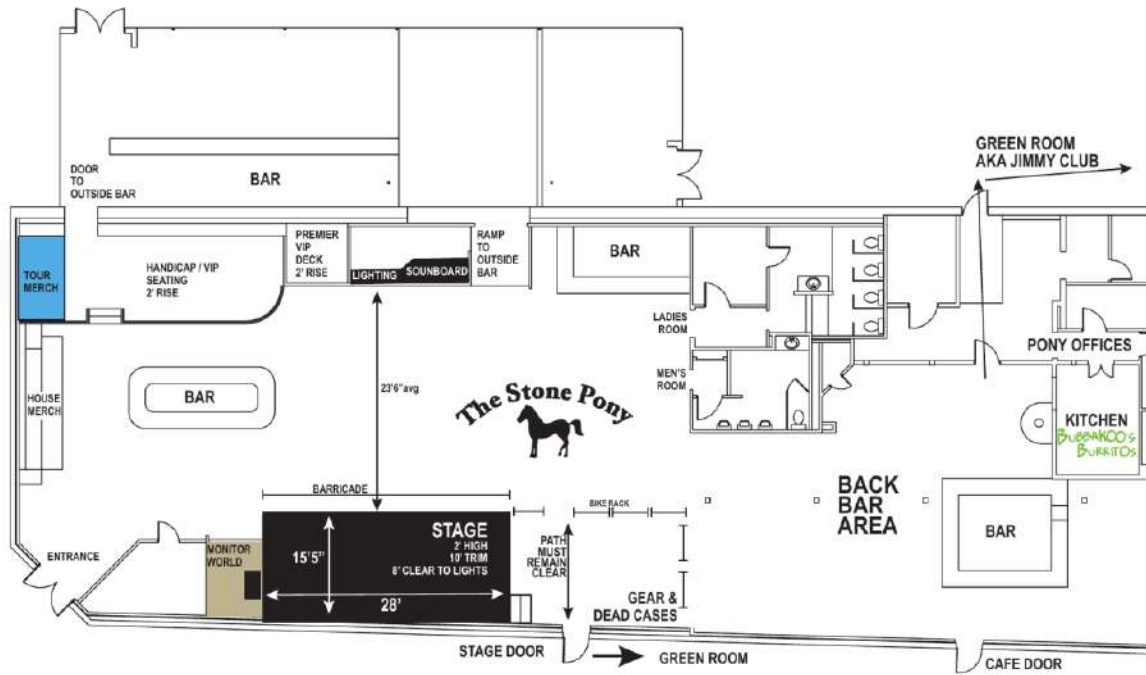 DOOR
TO
OUTSIDE BAR
BAR
GREEN ROOM
AKA JIMMY CLUB
TOUR
MERCH
HANDICAP / VIP
SEATING
2' RISE
PREMIER
VIP
DECK
2' RISE
LIGHTING
SOUNBOARD
RAMP
TO
OUTSIDE
BAR
BAR
LADIES
ROOM
MEN'S
ROOM
PONY OFFICES
HOUSE
MERCH
BAR
23'6"avg
The Stone Pony
KITCHEN
BUBBAKOO'S
BURRITOS
BARRICADE
BIKE RACK
BACK
BAR
AREA
BAR
ENTRANCE
MONITOR
WORLD
STAGE
2' HIGH
10' TRIM
8' CLEAR TO LIGHTS
15'5"
28'
PATH
MUST
REMAIN
CLEAR
GEAR &
DEAD CASES
STAGE DOOR
GREEN ROOM
CAFE DOOR